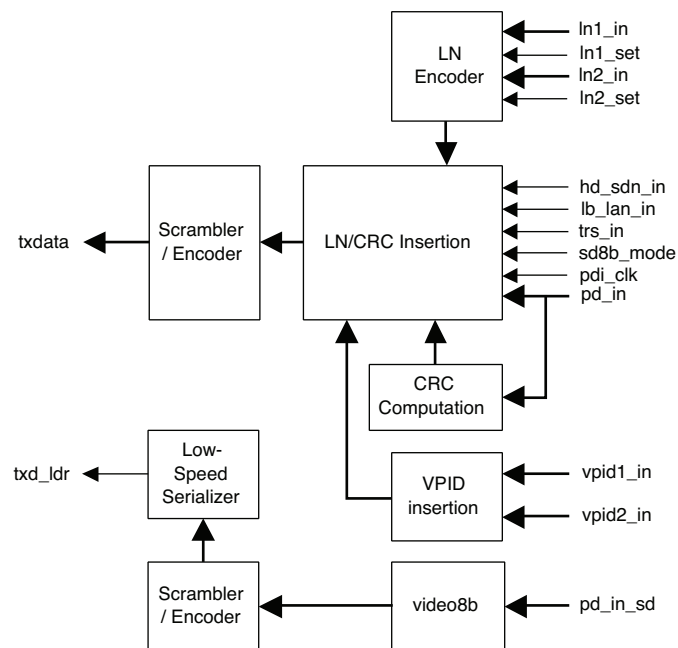 LN
Encoder
ln1_in
ln1_set
ln2_in
ln2_set
txdata
Scrambler
/ Encoder
LN/CRC Insertion
hd_sdn_in
lb_lan_in
trs_in
sd8b_mode
pdi_clk
pd_in
CRC
Computation
txd_ldr
Low-
Speed
Serializer
VPID
insertion
vpid1_in
vpid2_in
Scrambler
/ Encoder
video8b
pd_in_sd